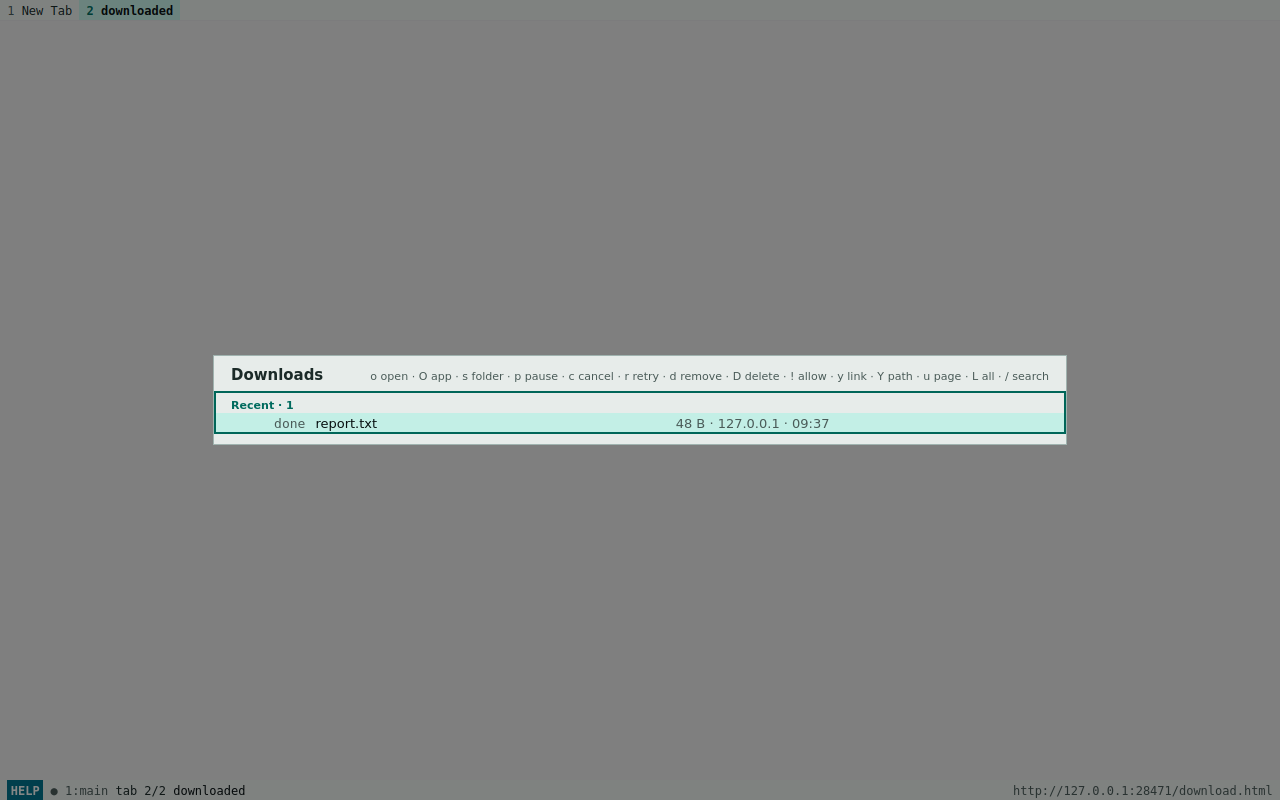 1 New Tab 2 downloaded
Downloads o open · O app · s folder · p pause · c cancel · r retry · d remove · D delete · ! allow · y link · Y path · u page · L all · / search
Recent · 1
done report.txt 48 B · 127.0.0.1 · 09:37
HELP ● 1:main tab 2/2 downloaded http://127.0.0.1:28471/download.html